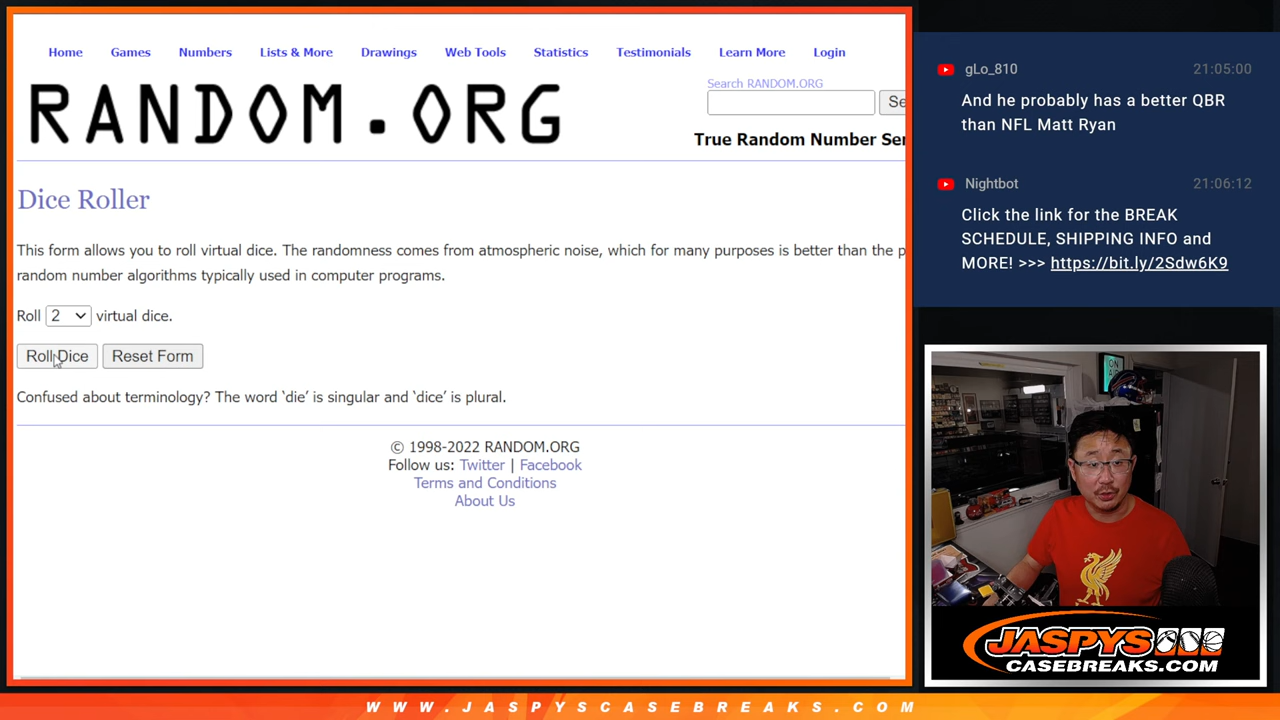 Home Games Numbers Lists & More Drawings Web Tools Statistics Testimonials Learn More Login
Search RANDOM.ORG
RANDOM.ORG
Se
True Random Number Ser
Dice Roller
This form allows you to roll virtual dice. The randomness comes from atmospheric noise, which for many purposes is better than the p
random number algorithms typically used in computer programs.
Roll 2 virtual dice.
Roll Dice Reset Form
Confused about terminology? The word ‘die’ is singular and ‘dice’ is plural.
© 1998-2022 RANDOM.ORG
Follow us: Twitter | Facebook
Terms and Conditions
About Us
gLo_810 21:05:00
And he probably has a better QBR
than NFL Matt Ryan
Nightbot 21:06:12
Click the link for the BREAK
SCHEDULE, SHIPPING INFO and
MORE! >>> https://bit.ly/2Sdw6K9
ON
AIR
JASPYS
CASEBREAKS.COM
WWW.JASPYSCASEBREAKS.COM